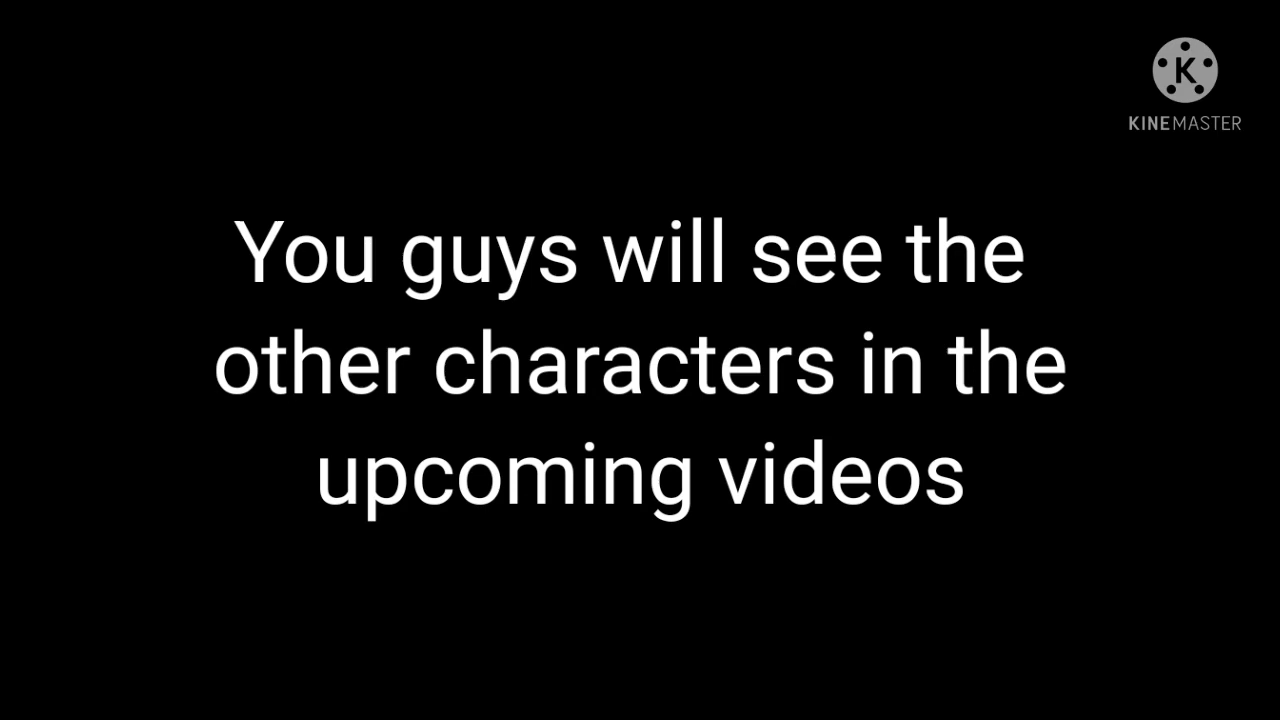 K
KINEMASTER
You guys will see the
other characters in the
upcoming videos